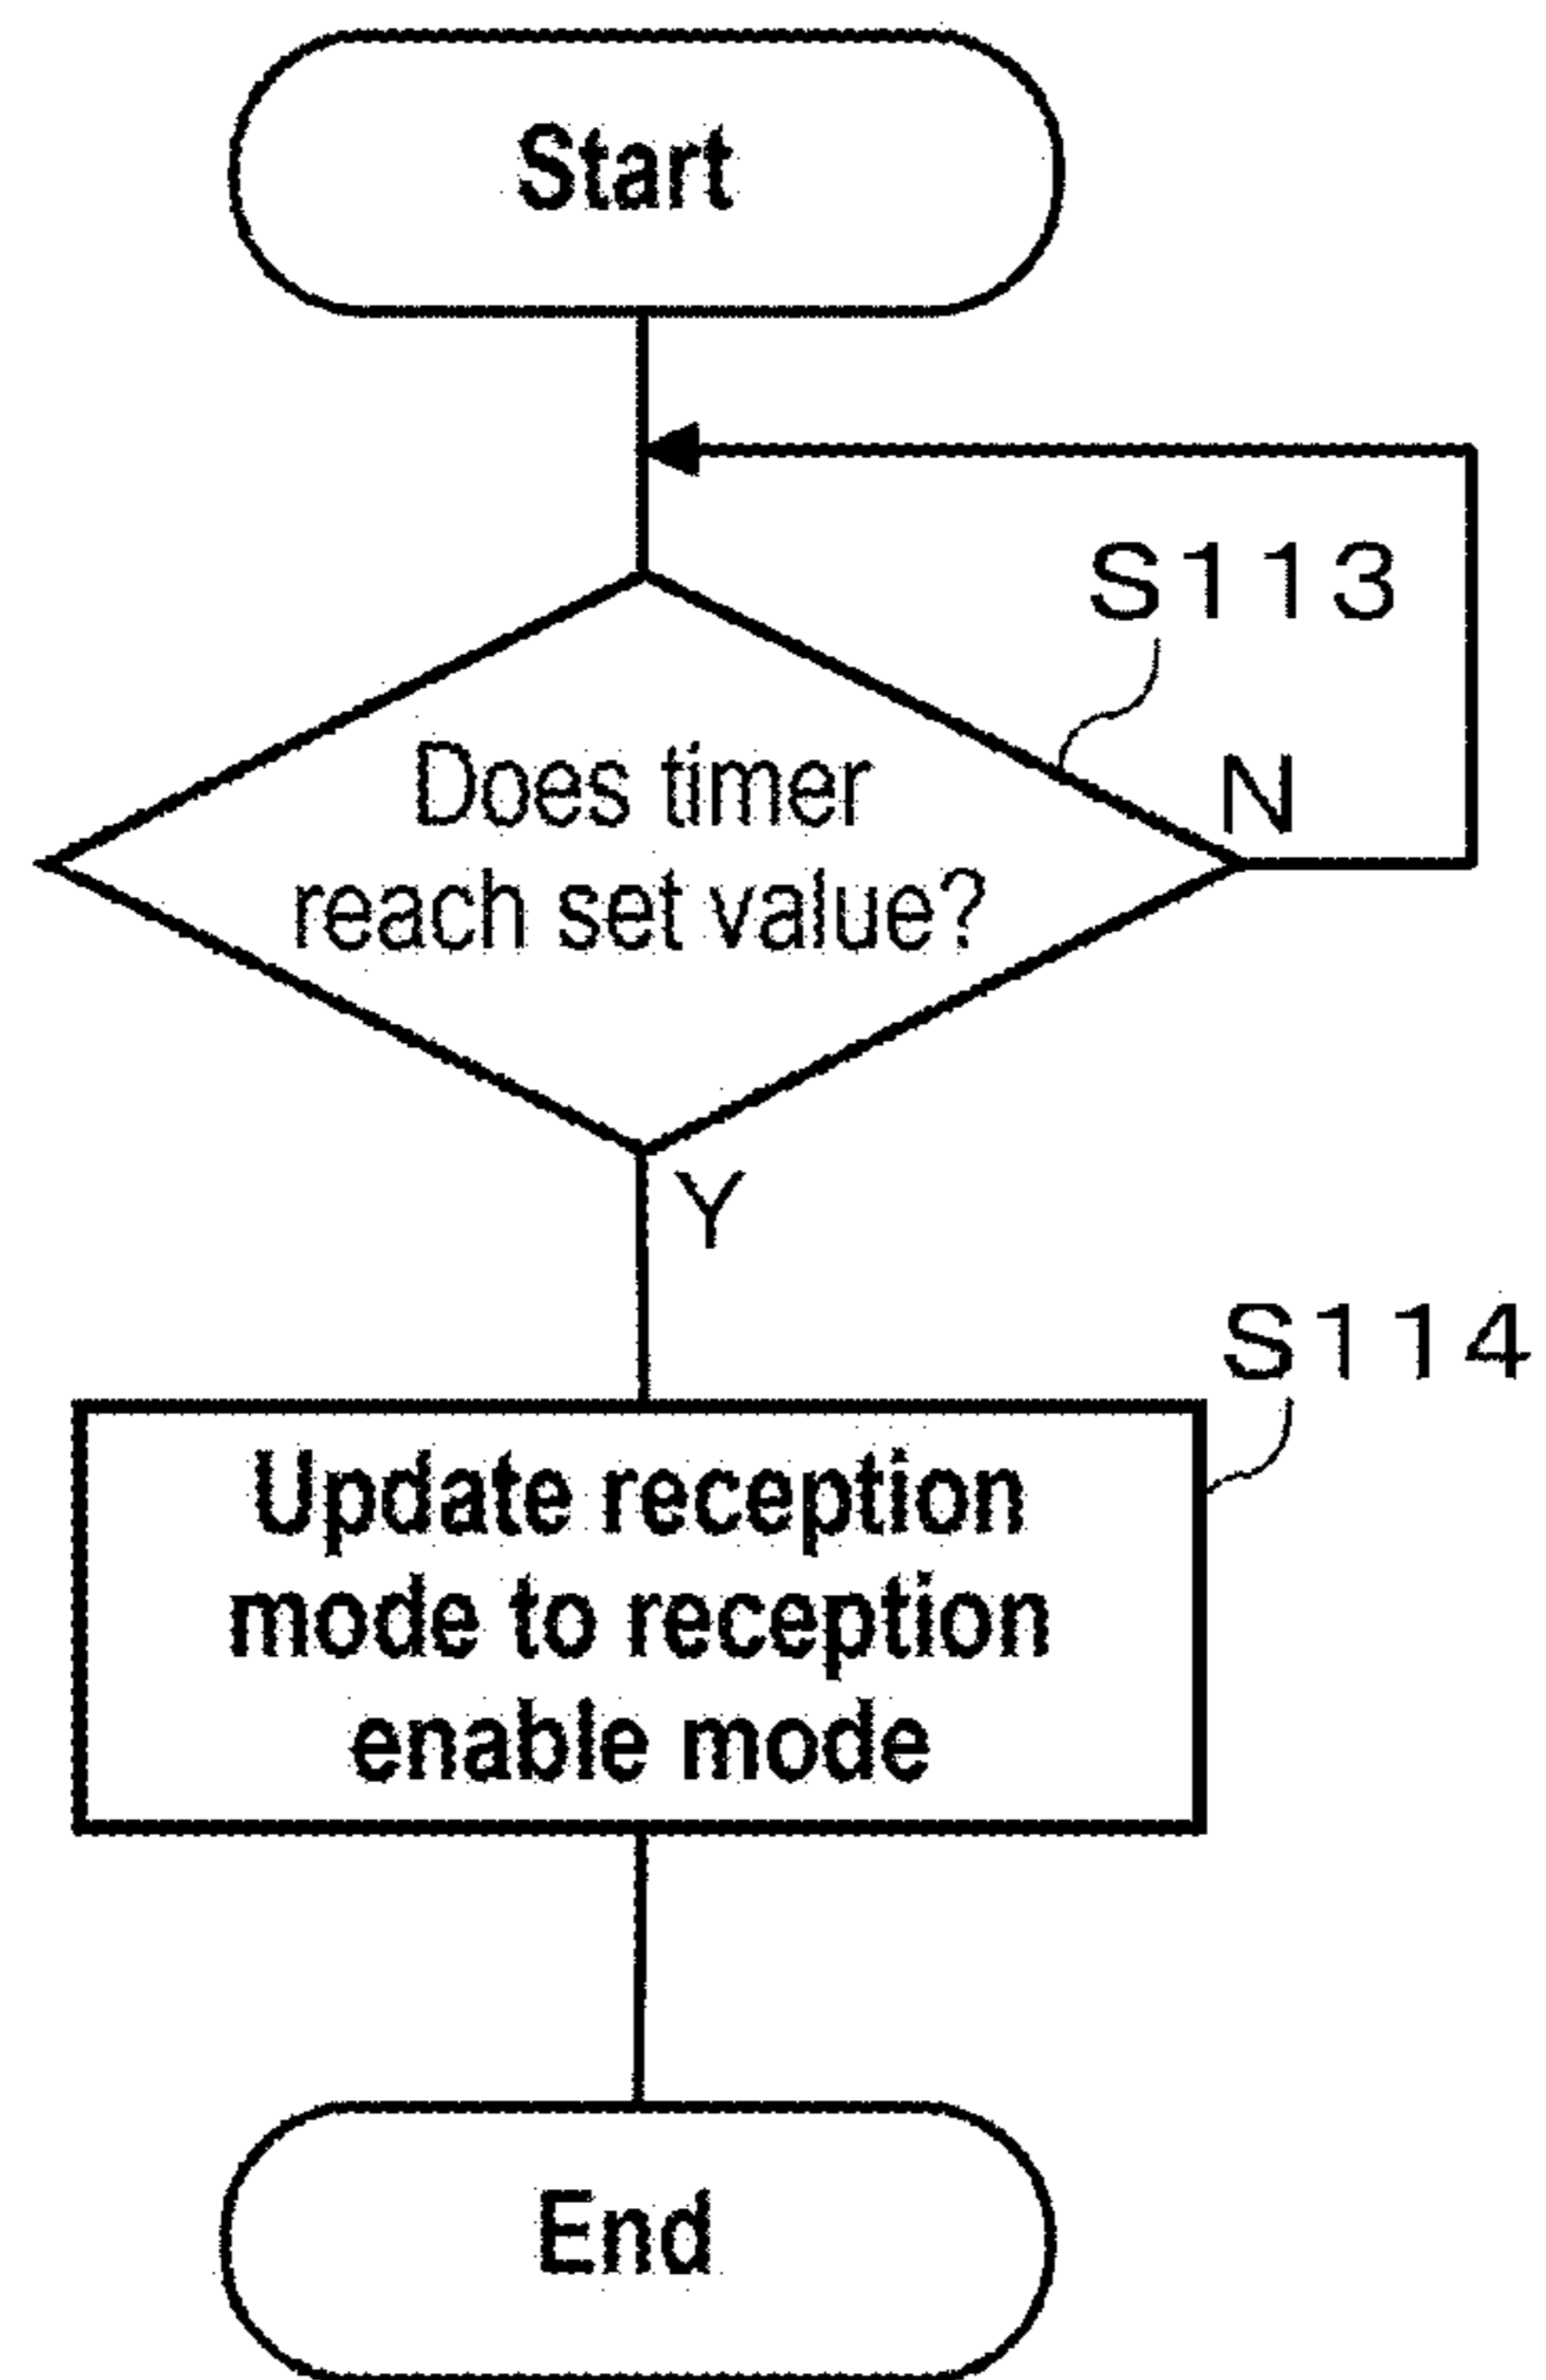 Start
S113
Does timer
reach set value?
N
Y
S114
Update reception
mode to reception
enable mode
End